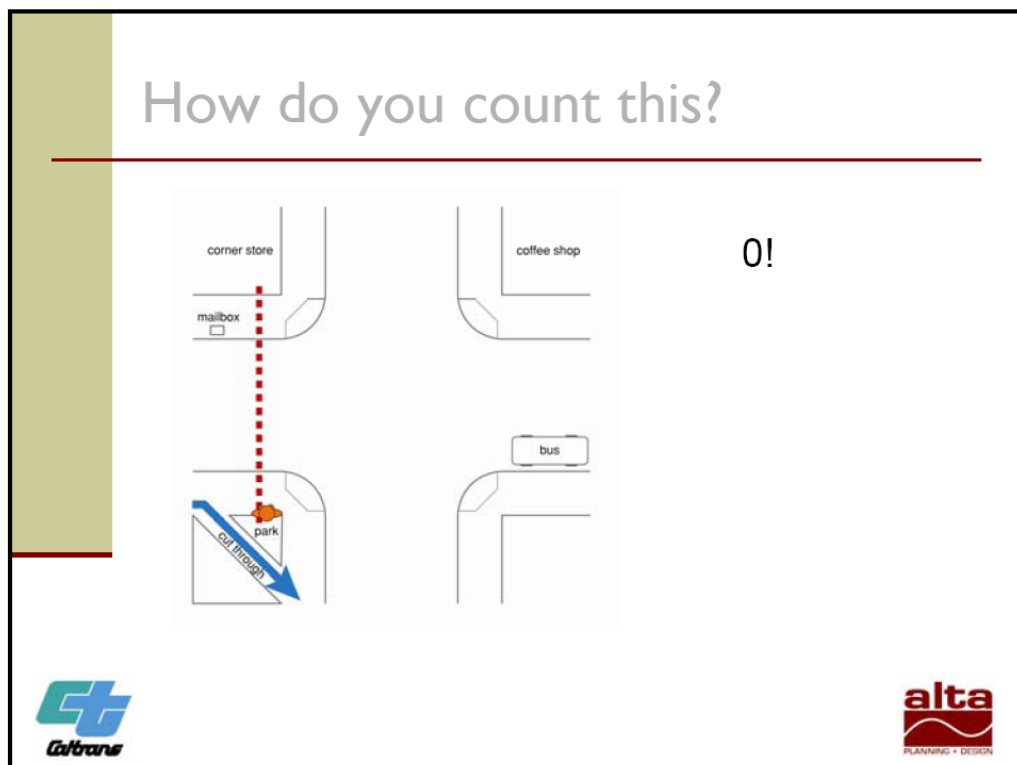 How do you count this?
corner store
coffee shop
0!
mailbox
bus
park
cut through
Caltrans
alta
PLANNING + DESIGN